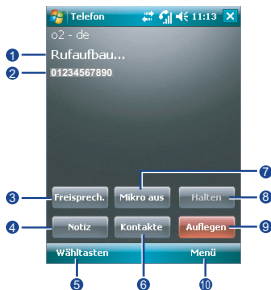 Telefon 11:13
o2 - de
1 Rufaufbau...
2 01234567890
7
3 Freisprech. Mikro aus Halten 8
4 Notiz Kontakte Auflegen 9
Wähltasten Menü
5 6 10